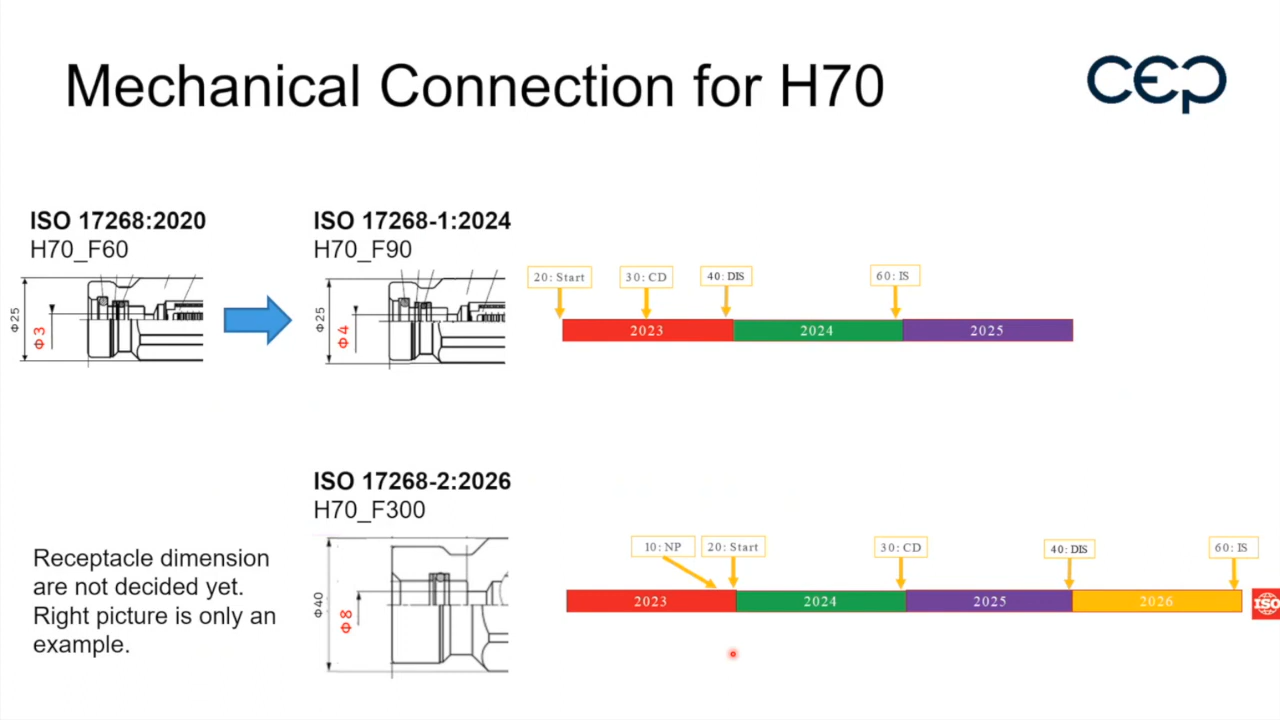 Mechanical Connection for H70
cep
ISO 17268:2020
H70_F60
Φ25
Φ3
ISO 17268-1:2024
H70_F90
Φ25
Φ4
20: Start
30: CD
40: DIS
60: IS
2023
2024
2025
ISO 17268-2:2026
H70_F300
Receptacle dimension
are not decided yet.
Right picture is only an
example.
Φ40
Φ8
10: NP
20: Start
30: CD
40: DIS
60: IS
2023
2024
2025
2026
ISO